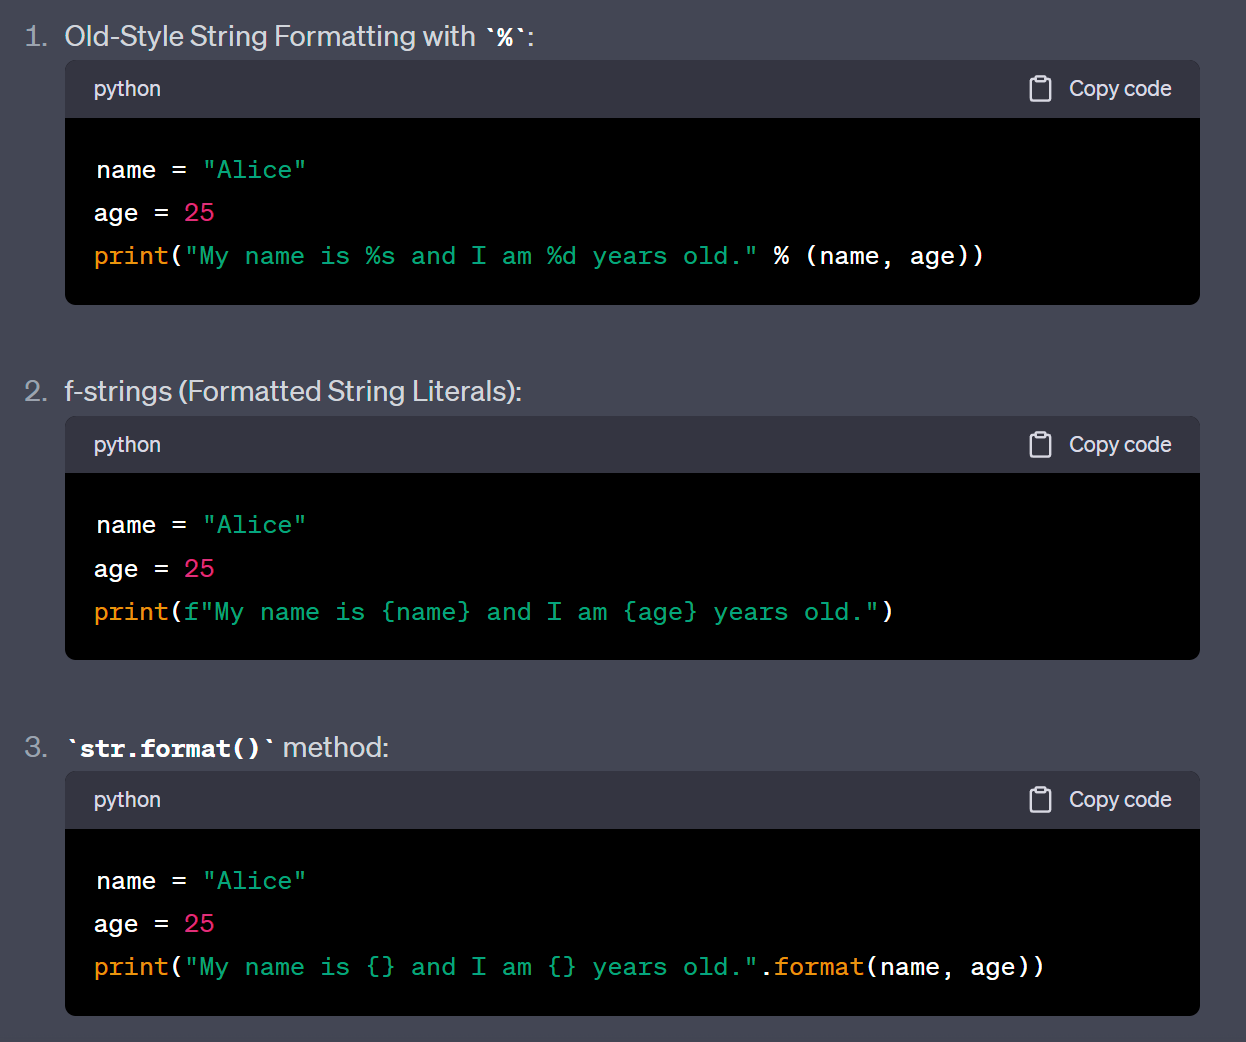 1. Old-Style String Formatting with `%`:
python Copy code
name = "Alice"
age = 25
print("My name is %s and I am %d years old." % (name, age))
2. f-strings (Formatted String Literals):
python Copy code
name = "Alice"
age = 25
print(f"My name is {name} and I am {age} years old.")
3. `str.format()` method:
python Copy code
name = "Alice"
age = 25
print("My name is {} and I am {} years old.".format(name, age))